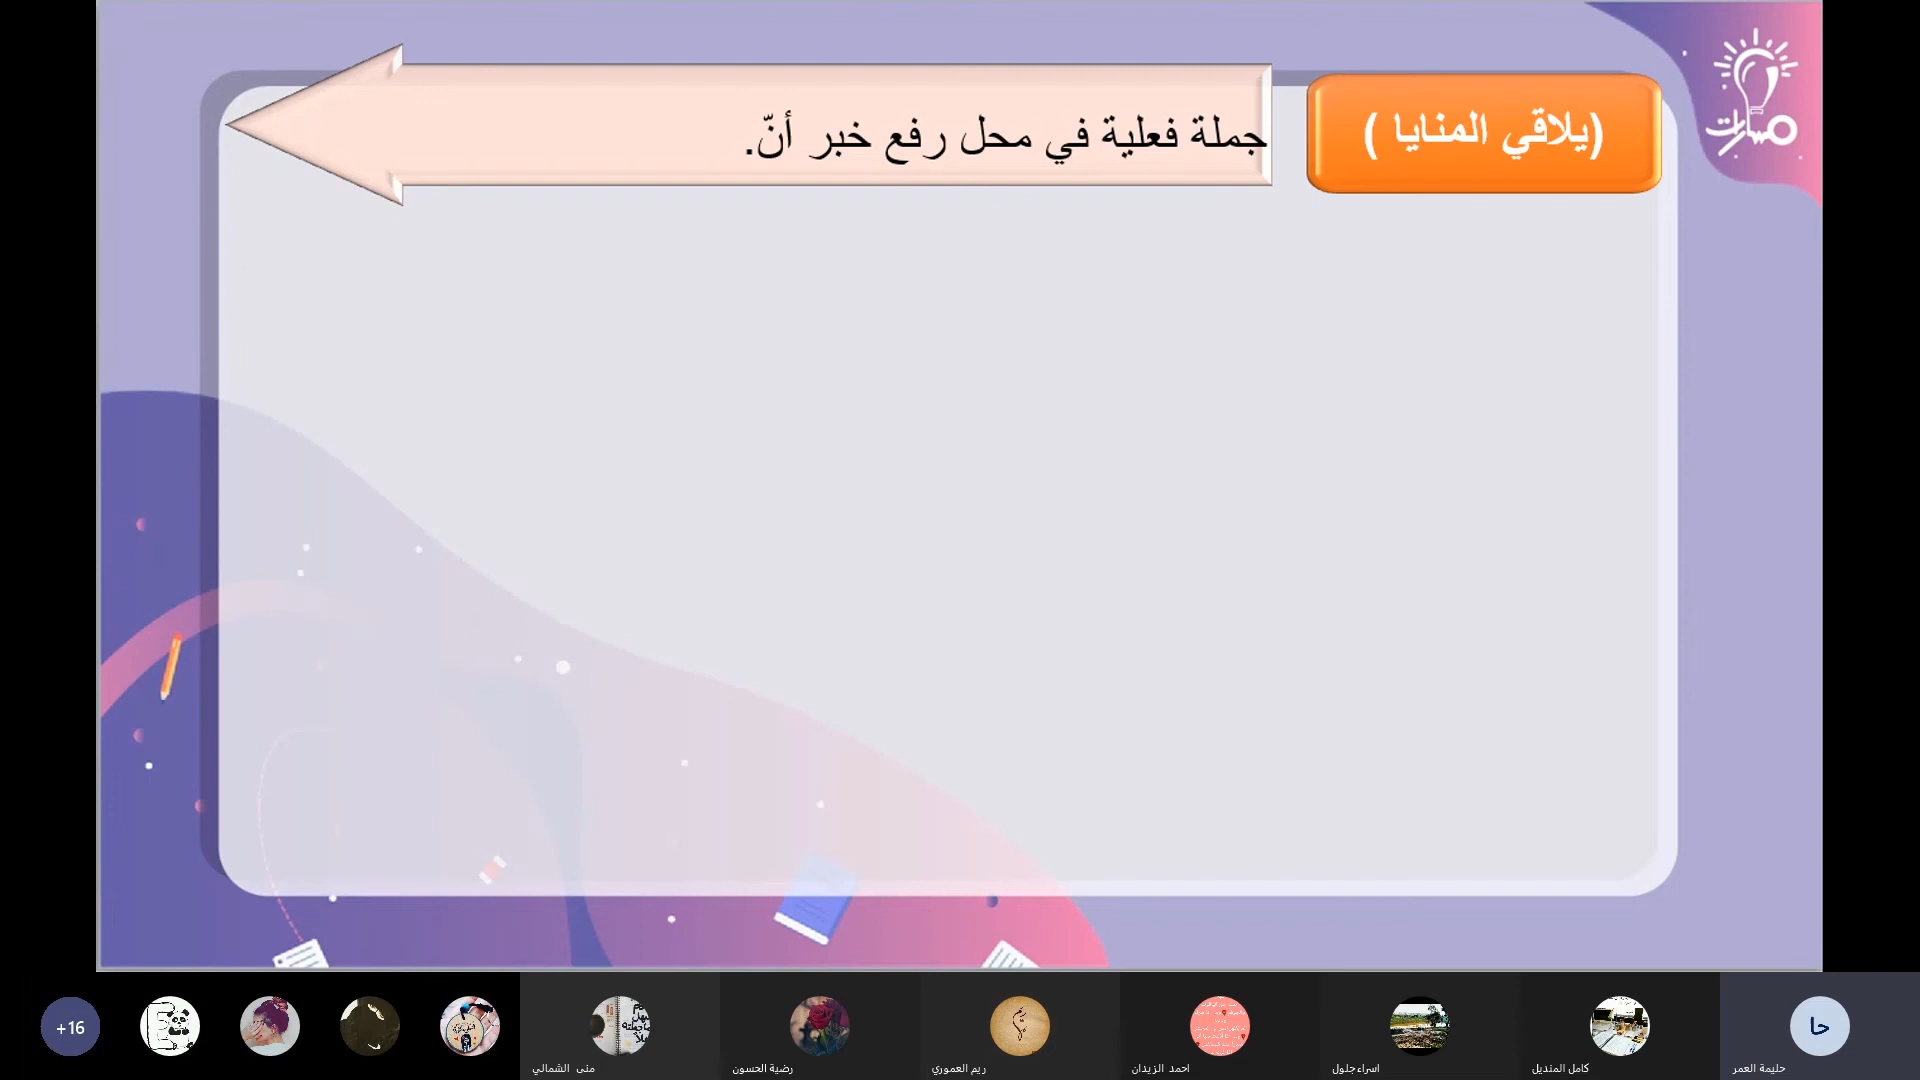 (يلاقي المنايا )
جملة فعلية في محل رفع خبر أنّ.
مسارات
+16
منى الشمالي
رضية الحسون
ريم العموري
احمد الزيدان
اسراء جلول
كامل المنديل
حا
حليمة العمر